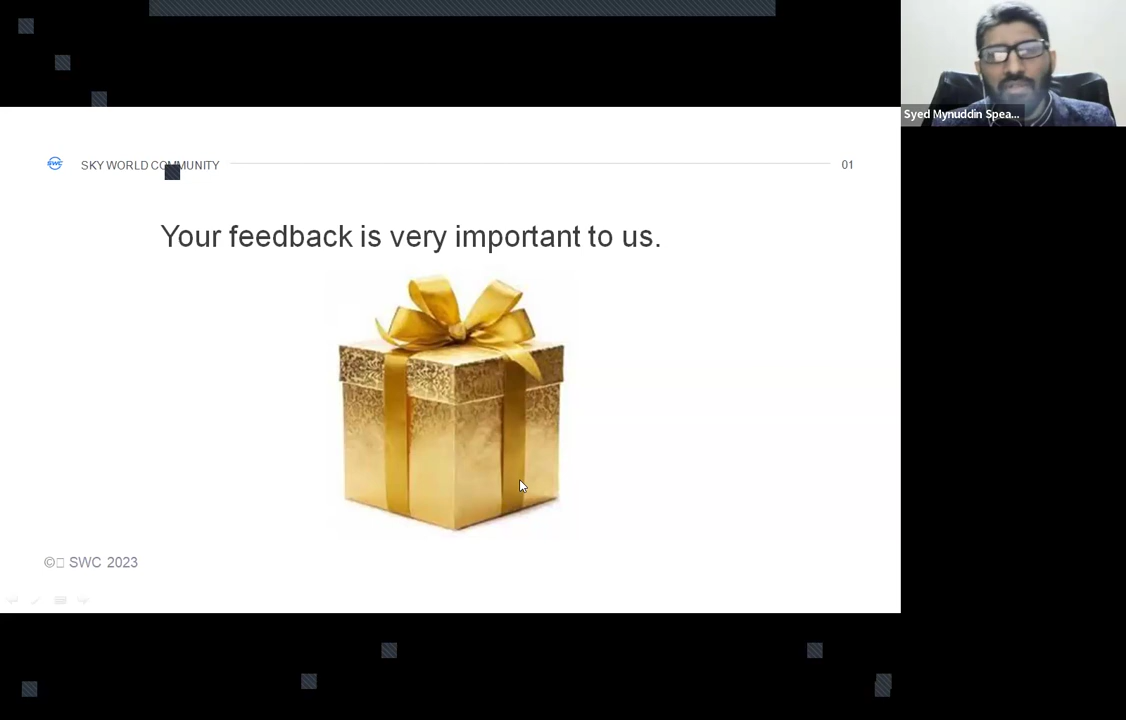 Syed Mynuddin Spea...
SWC
SKY WORLD COMMUNITY
01
Your feedback is very important to us.
©□ SWC 2023